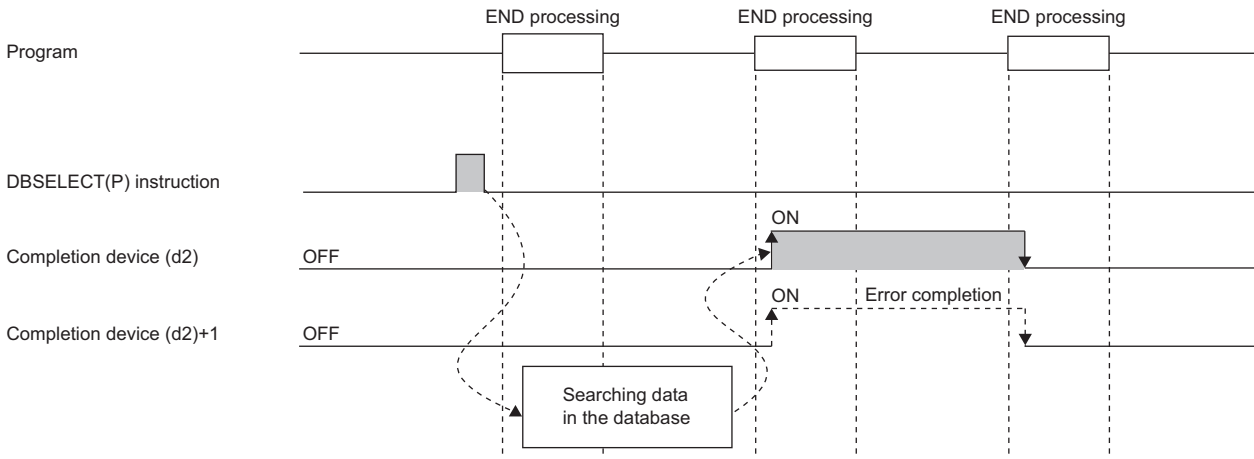 END processing
END processing
END processing
Program
DBSELECT(P) instruction
ON
Completion device (d2)
OFF
ON
Error completion
Completion device (d2)+1
OFF
Searching data
in the database